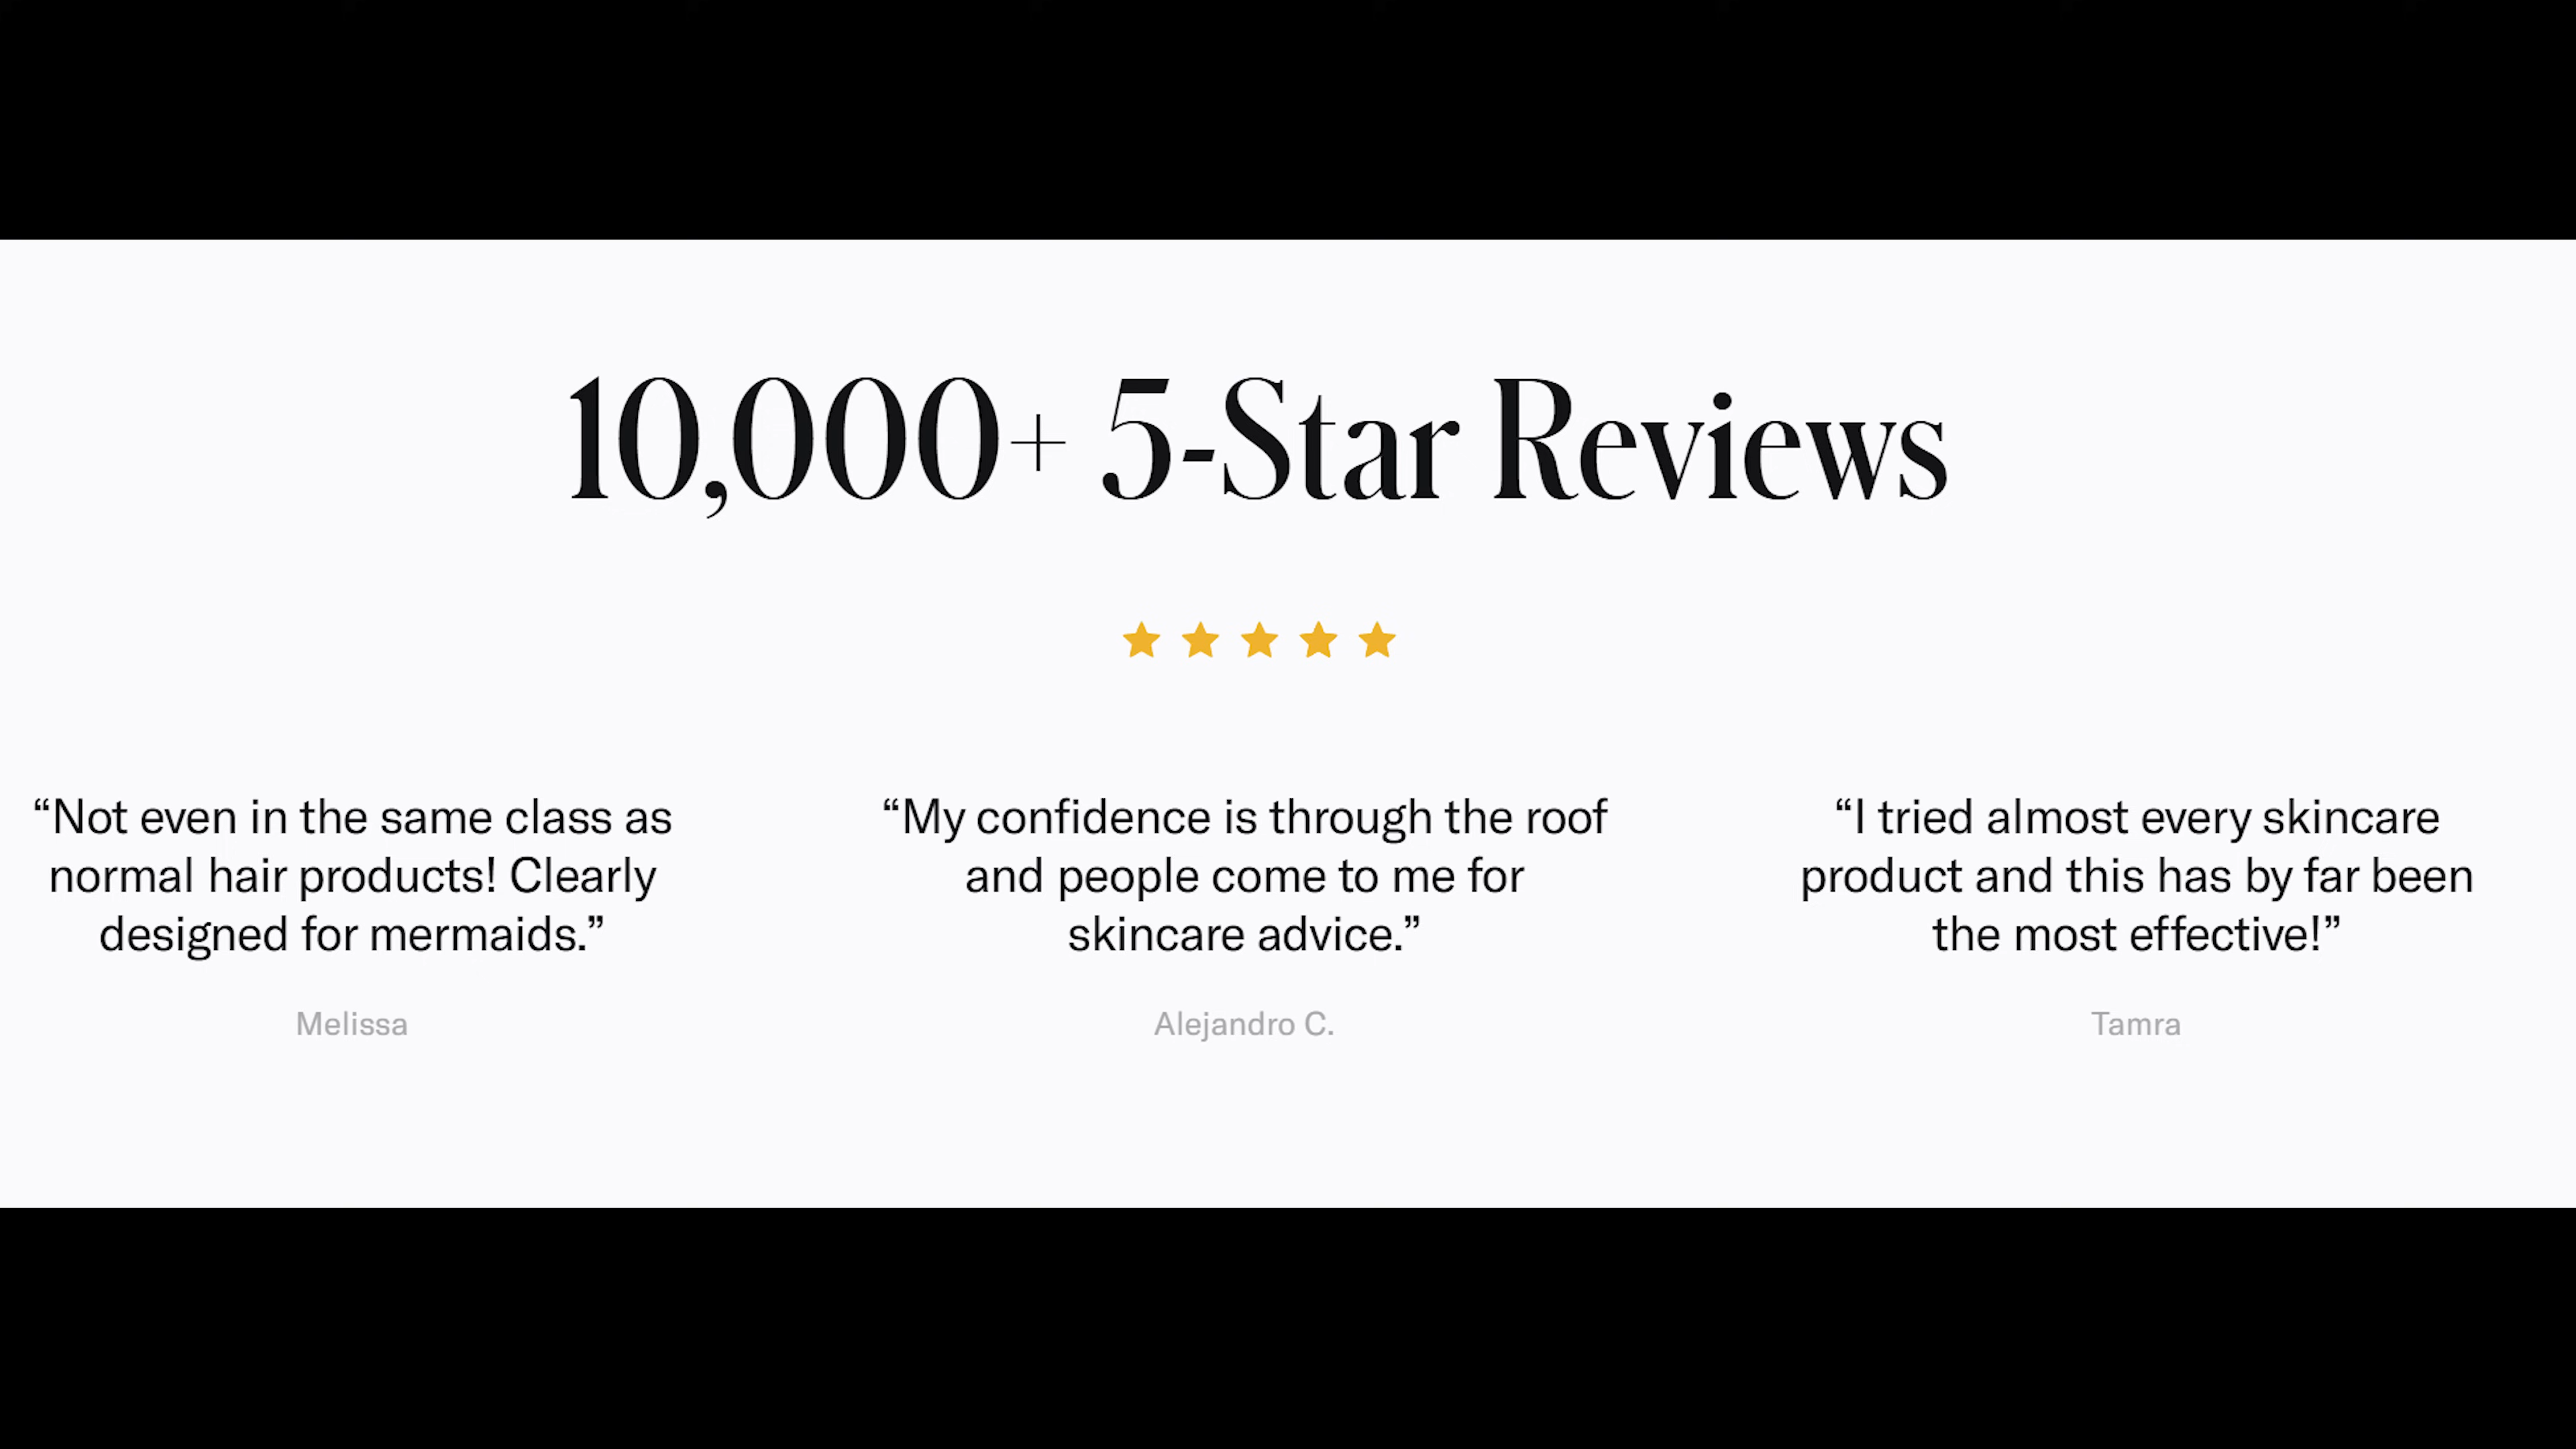 10,000+ 5-Star Reviews
“Not even in the same class as
normal hair products! Clearly
designed for mermaids.”
Melissa
“My confidence is through the roof
and people come to me for
skincare advice.”
Alejandro C.
“I tried almost every skincare
product and this has by far been
the most effective!”
Tamra